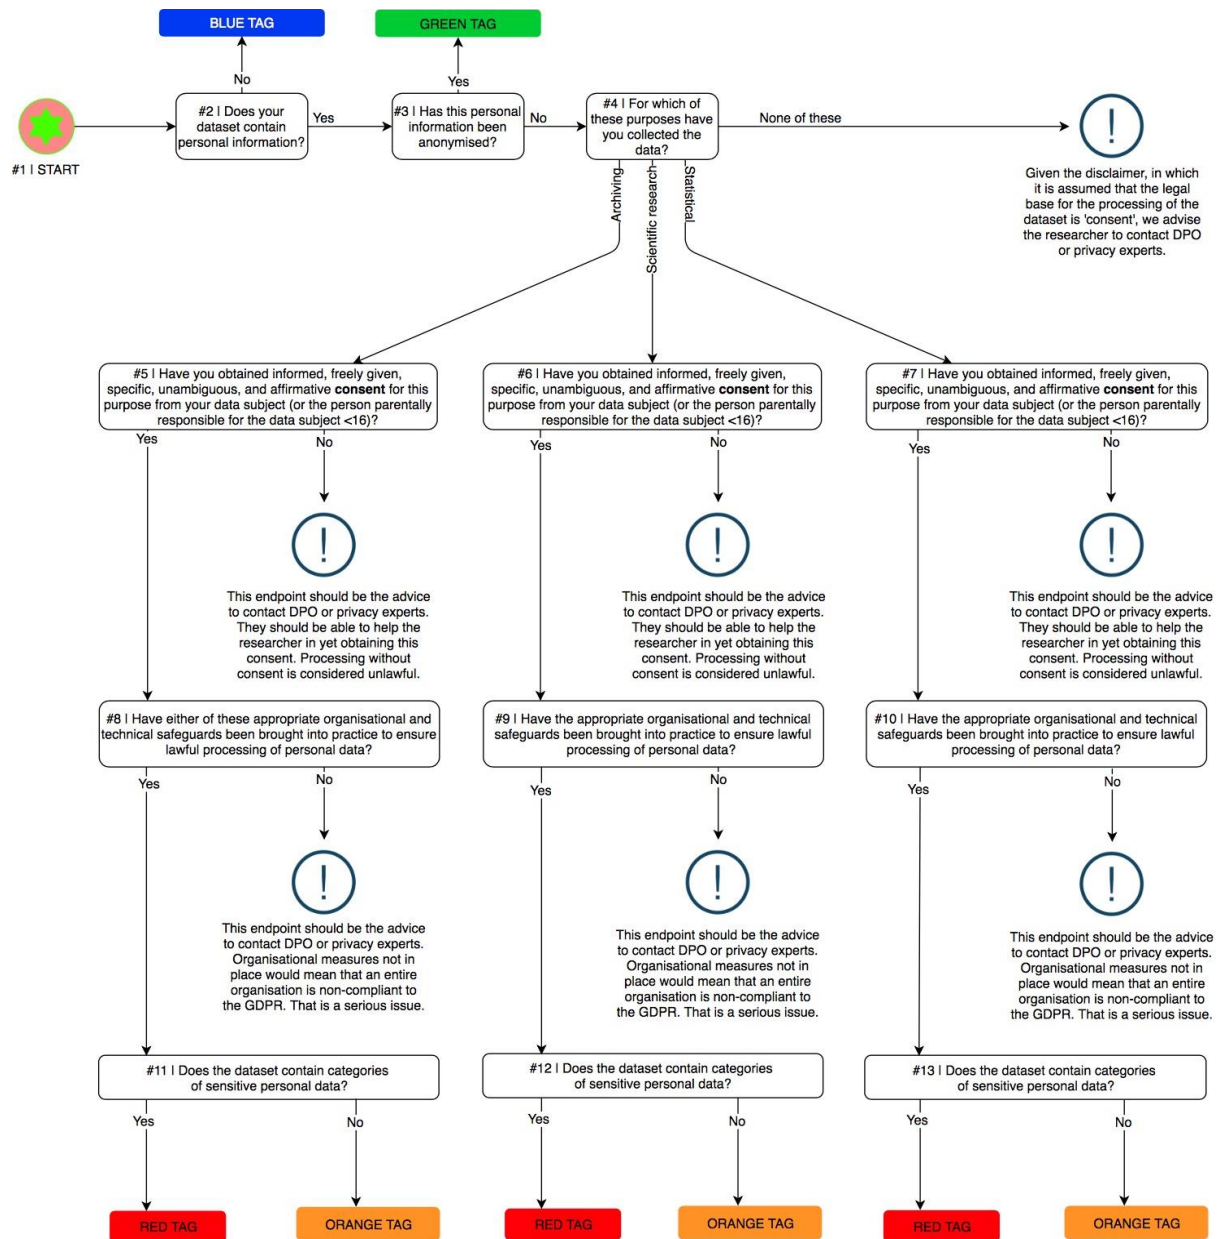 BLUE TAG
GREEN TAG
No
Yes
#1 | START
#2 | Does your
dataset contain
personal information?
Yes
#3 | Has this personal
information been
anonymised?
No
#4 | For which of
these purposes have
you collected the
data?
None of these
Given the disclaimer, in which
it is assumed that the legal
base for the processing of the
dataset is 'consent', we advise
the researcher to contact DPO
or privacy experts.
Archiving
Scientific research
Statistical
#5 | Have you obtained informed, freely given,
specific, unambiguous, and affirmative consent for this
purpose from your data subject (or the person parentally
responsible for the data subject <16)?
#6 | Have you obtained informed, freely given,
specific, unambiguous, and affirmative consent for this
purpose from your data subject (or the person parentally
responsible for the data subject <16)?
#7 | Have you obtained informed, freely given,
specific, unambiguous, and affirmative consent for this
purpose from your data subject (or the person parentally
responsible for the data subject <16)?
Yes
No
Yes
No
Yes
No
This endpoint should be the advice
to contact DPO or privacy experts.
They should be able to help the
researcher in yet obtaining this
consent. Processing without
consent is considered unlawful.
This endpoint should be the advice
to contact DPO or privacy experts.
They should be able to help the
researcher in yet obtaining this
consent. Processing without
consent is considered unlawful.
This endpoint should be the advice
to contact DPO or privacy experts.
They should be able to help the
researcher in yet obtaining this
consent. Processing without
consent is considered unlawful.
#8 | Have either of these appropriate organisational and
technical safeguards been brought into practice to ensure
lawful processing of personal data?
#9 | Have the appropriate organisational and technical
safeguards been brought into practice to ensure lawful
processing of personal data?
#10 | Have the appropriate organisational and technical
safeguards been brought into practice to ensure lawful
processing of personal data?
Yes
No
Yes
No
Yes
No
This endpoint should be the advice
to contact DPO or privacy experts.
Organisational measures not in
place would mean that an entire
organisation is non-compliant to
the GDPR. That is a serious issue.
This endpoint should be the advice
to contact DPO or privacy experts.
Organisational measures not in
place would mean that an entire
organisation is non-compliant to
the GDPR. That is a serious issue.
This endpoint should be the advice
to contact DPO or privacy experts.
Organisational measures not in
place would mean that an entire
organisation is non-compliant to
the GDPR. That is a serious issue.
#11 | Does the dataset contain categories
of sensitive personal data?
#12 | Does the dataset contain categories
of sensitive personal data?
#13 | Does the dataset contain categories
of sensitive personal data?
Yes
No
Yes
No
Yes
No
RED TAG
ORANGE TAG
RED TAG
ORANGE TAG
RED TAG
ORANGE TAG